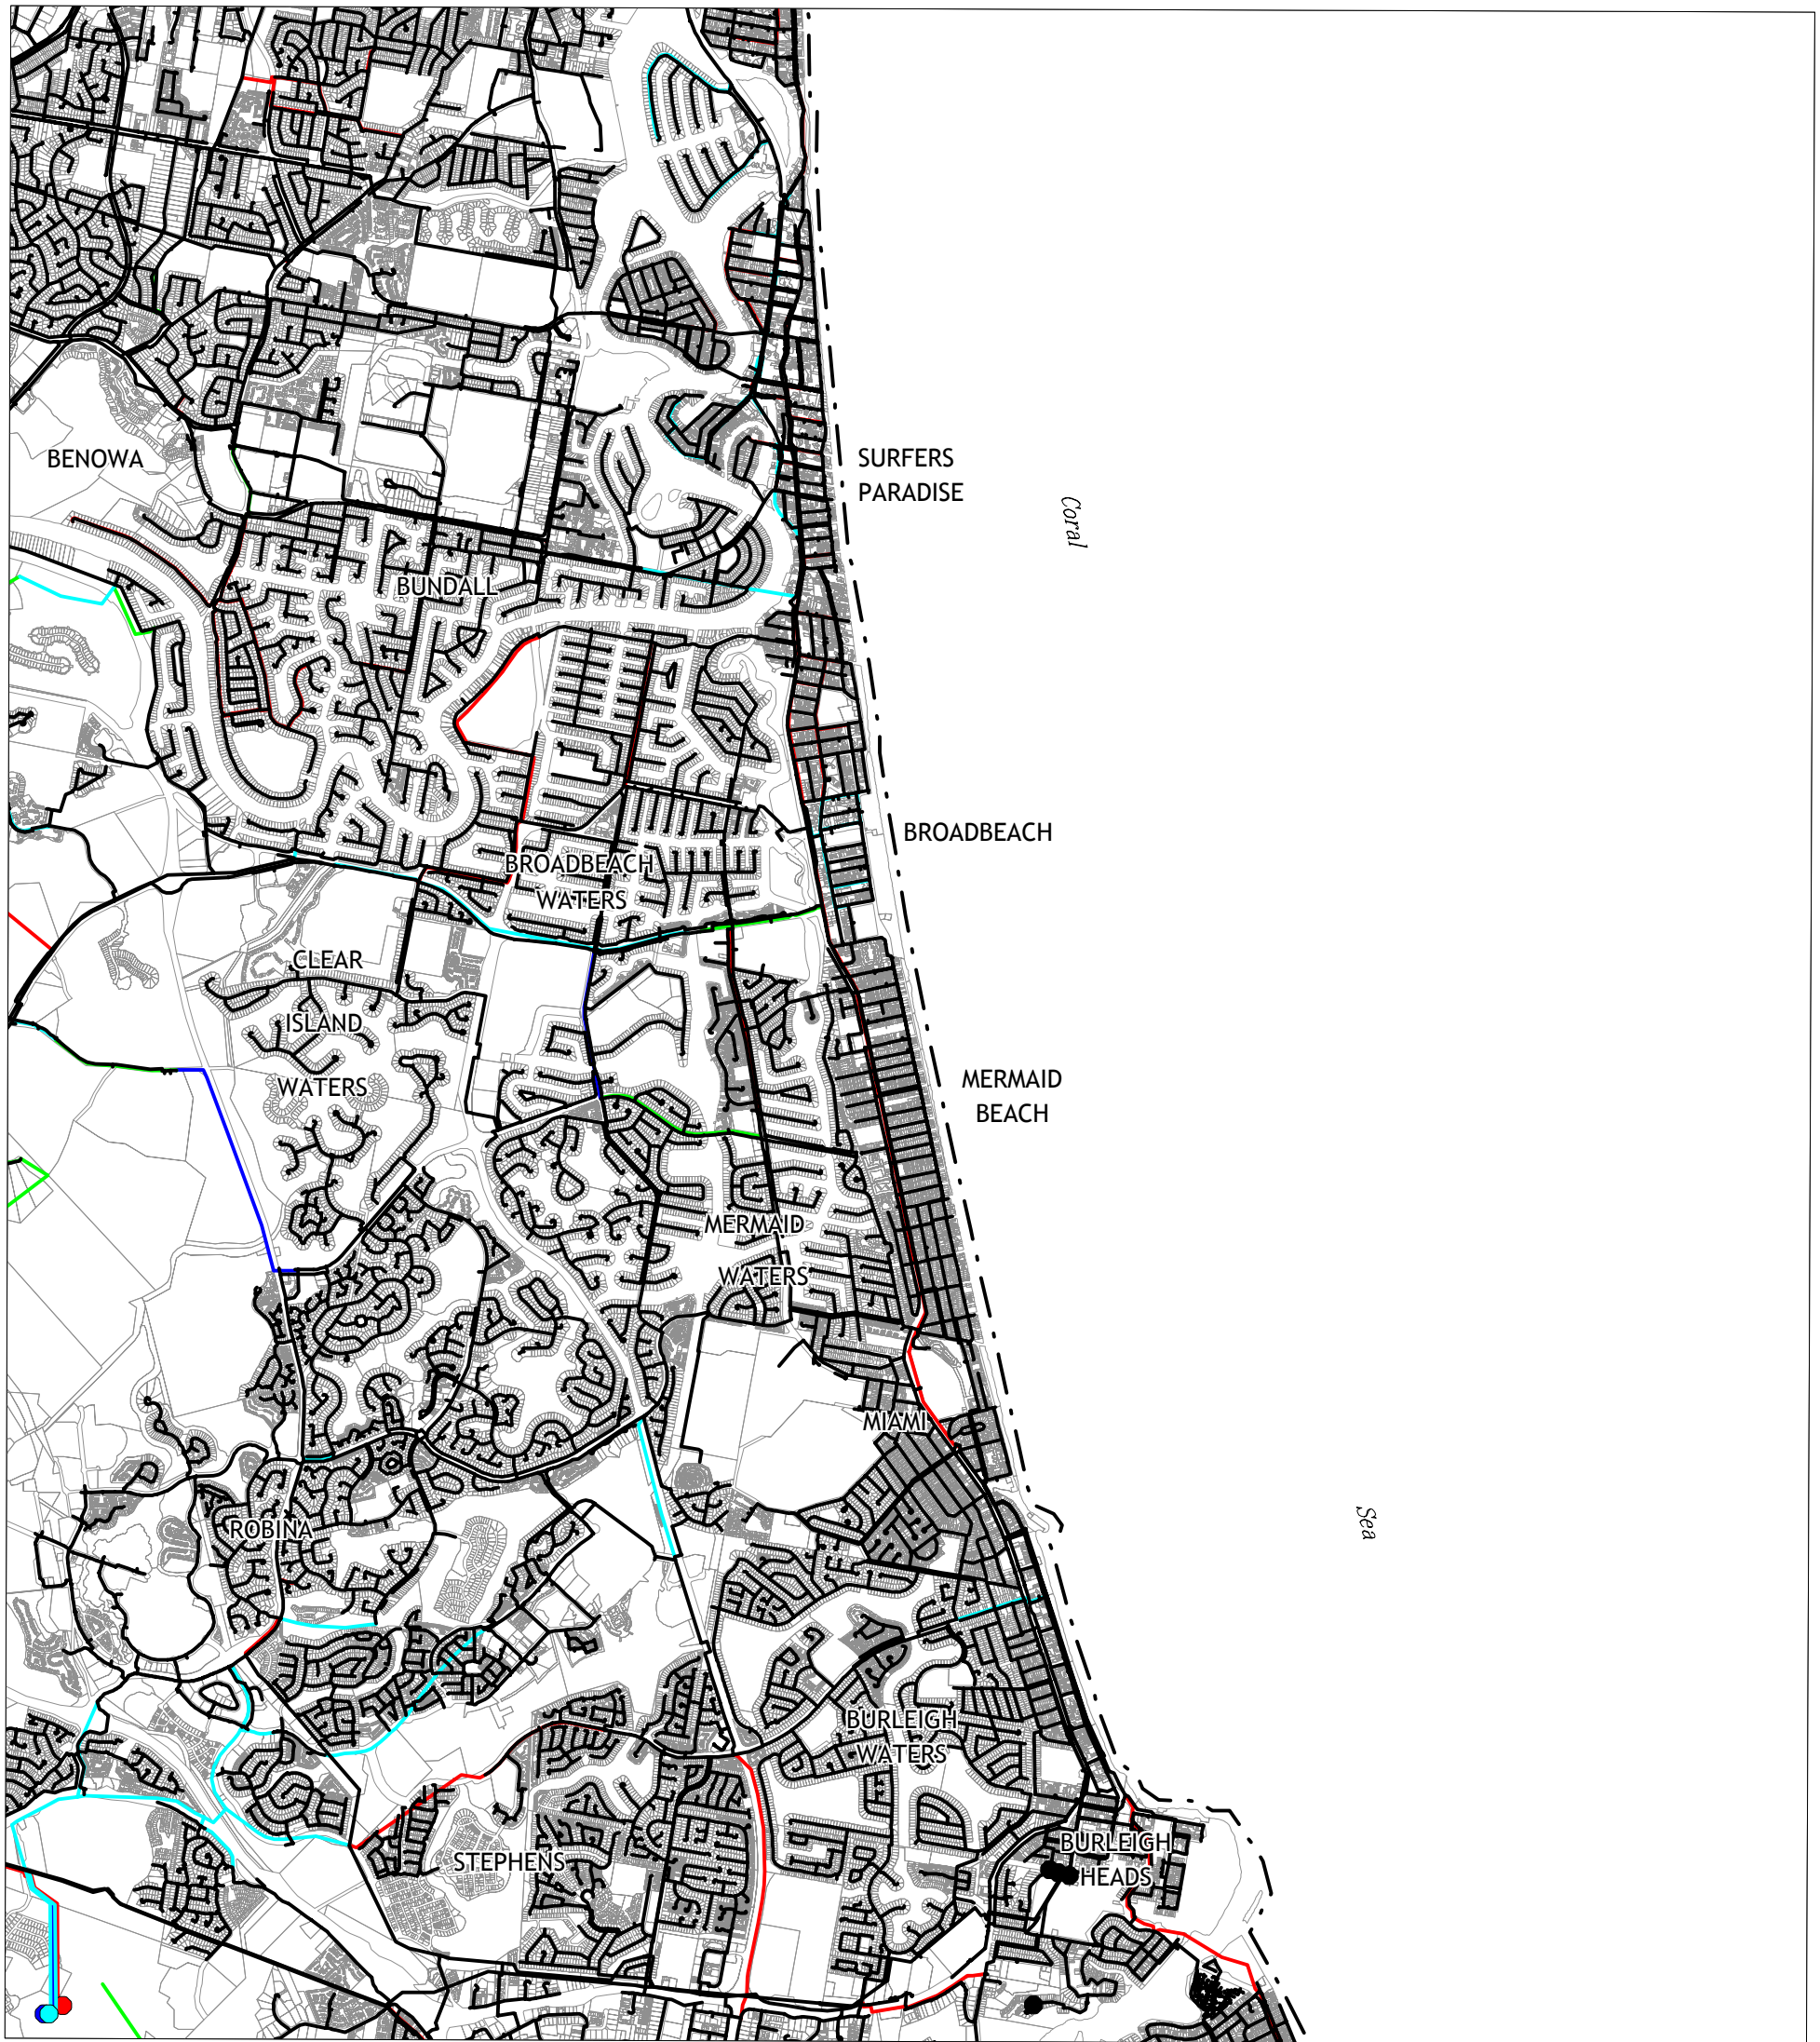 BENOWA
SURFERS
PARADISE
Coral
BUNDALL
BROADBEACH
BROADBEACH
WATERS
CLEAR
ISLAND
WATERS
MERMAID
BEACH
MERMAID
WATERS
MIAMI
Sea
ROBINA
BURLEIGH
WATERS
BURLEIGH
HEADS
STEPHENS